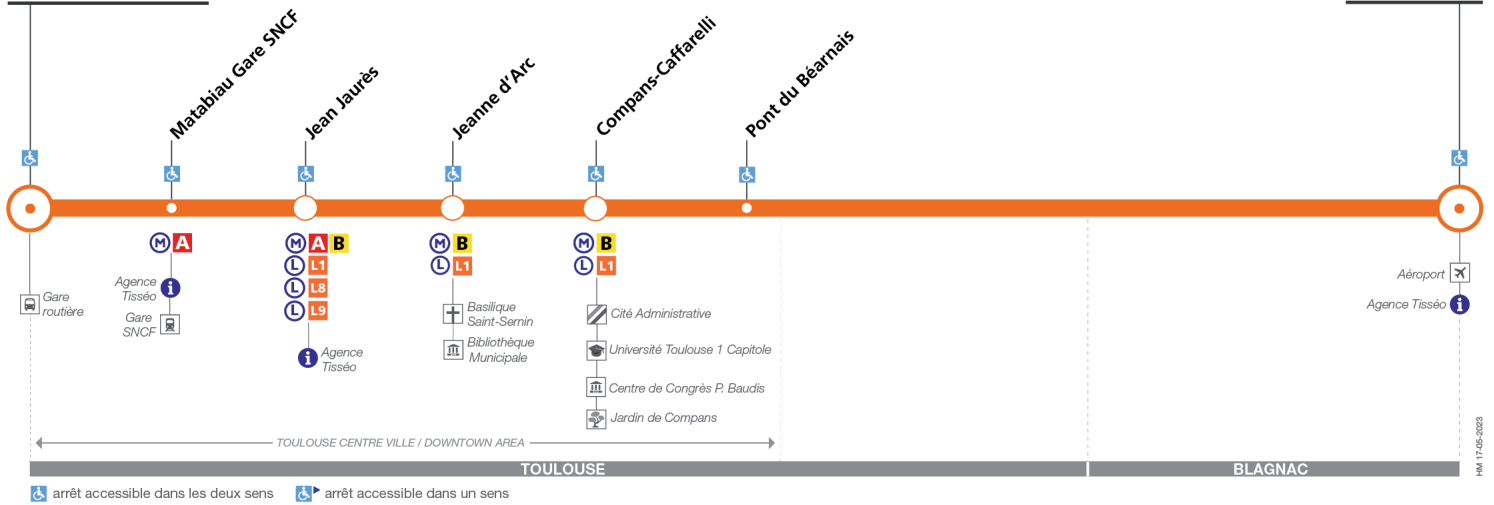 Matabiau Gare SNCF
Jean Jaurès
Jeanne d'Arc
Compans-Caffarelli
Pont du Béarnais
M A
M A B
M B
M B
L L1
L L1
L L1
L L8
L L9
Gare
routière
Agence
Tisséo
Gare
SNCF
Agence
Tisséo
Basilique
Saint-Sernin
Bibliothèque
Municipale
Cité Administrative
Université Toulouse 1 Capitole
Centre de Congrès P. Baudis
Jardin de Compans
Aéroport
Agence Tisséo
TOULOUSE CENTRE VILLE / DOWNTOWN AREA
TOULOUSE
BLAGNAC
HM 17-05-2023
arrêt accessible dans les deux sens
arrêt accessible dans un sens